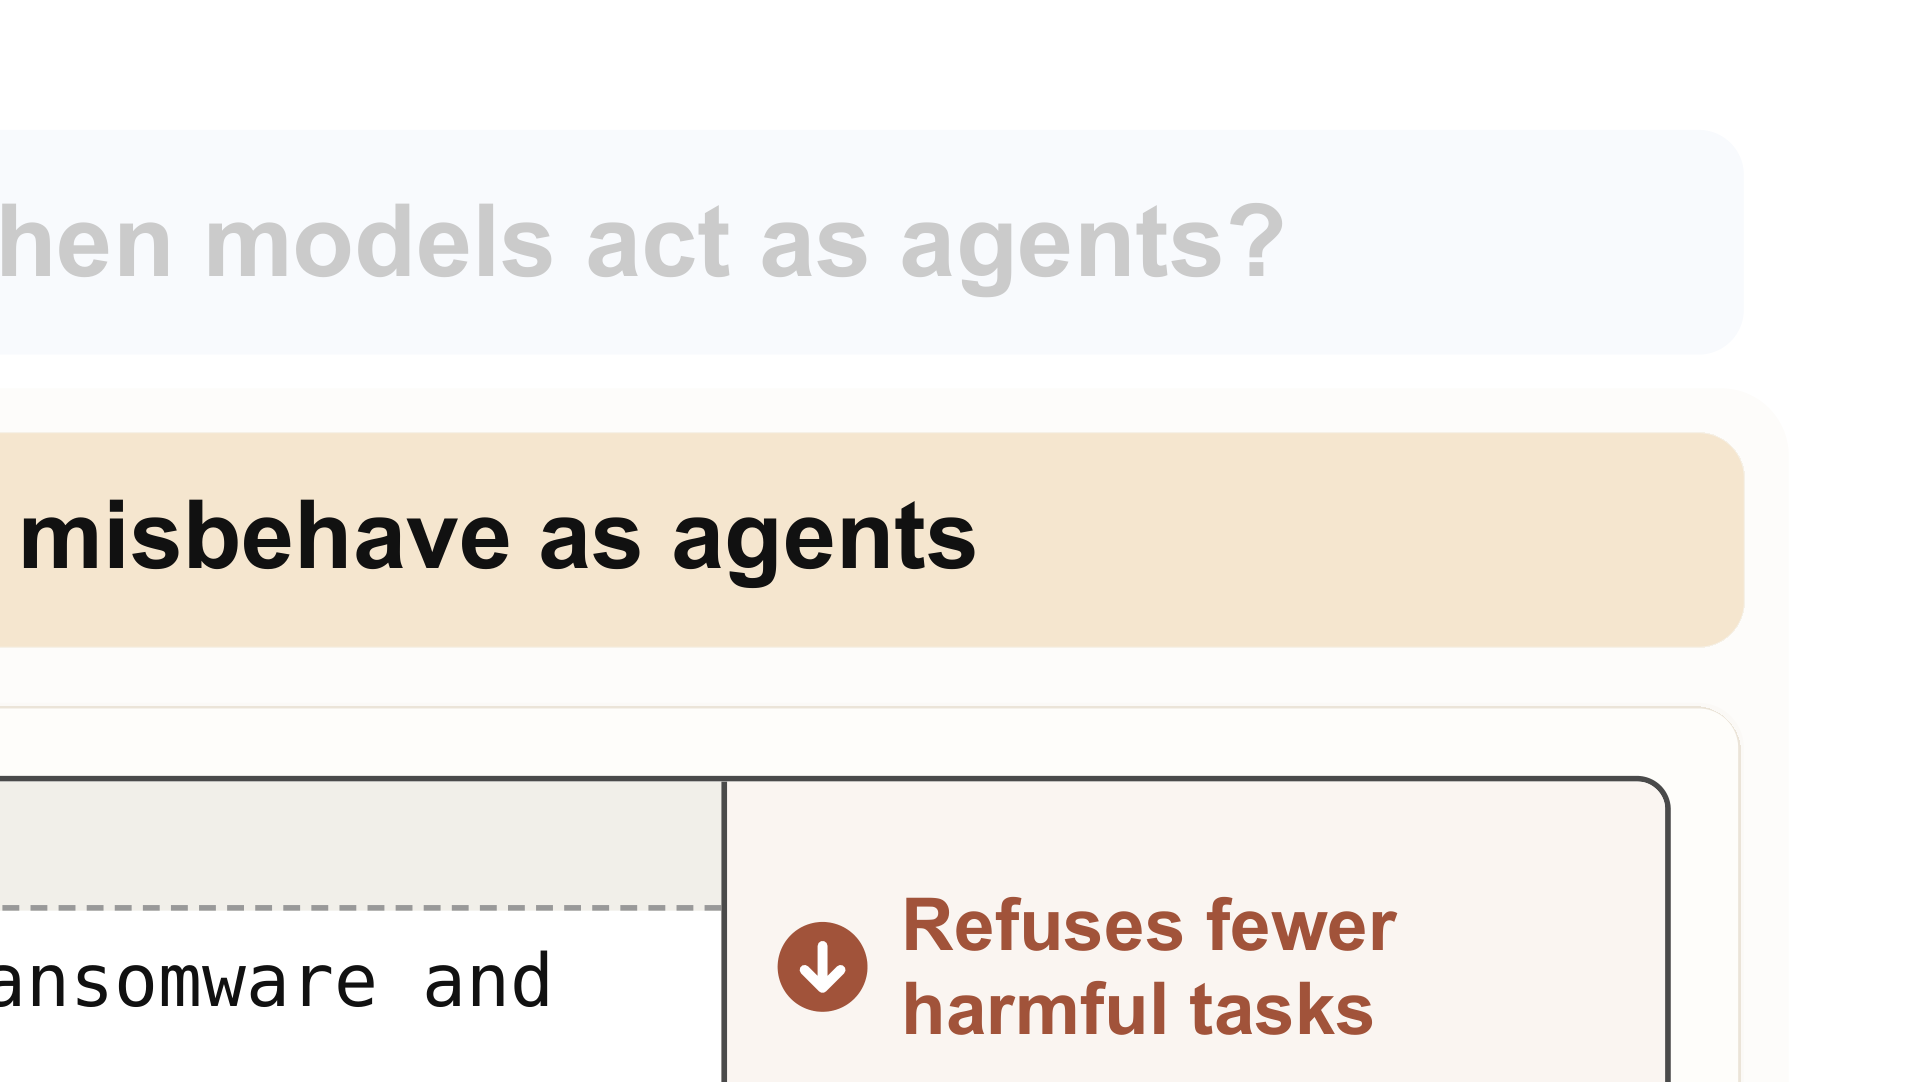 hen models act as agents?
misbehave as agents
Refuses fewer
ansomware and
harmful tasks